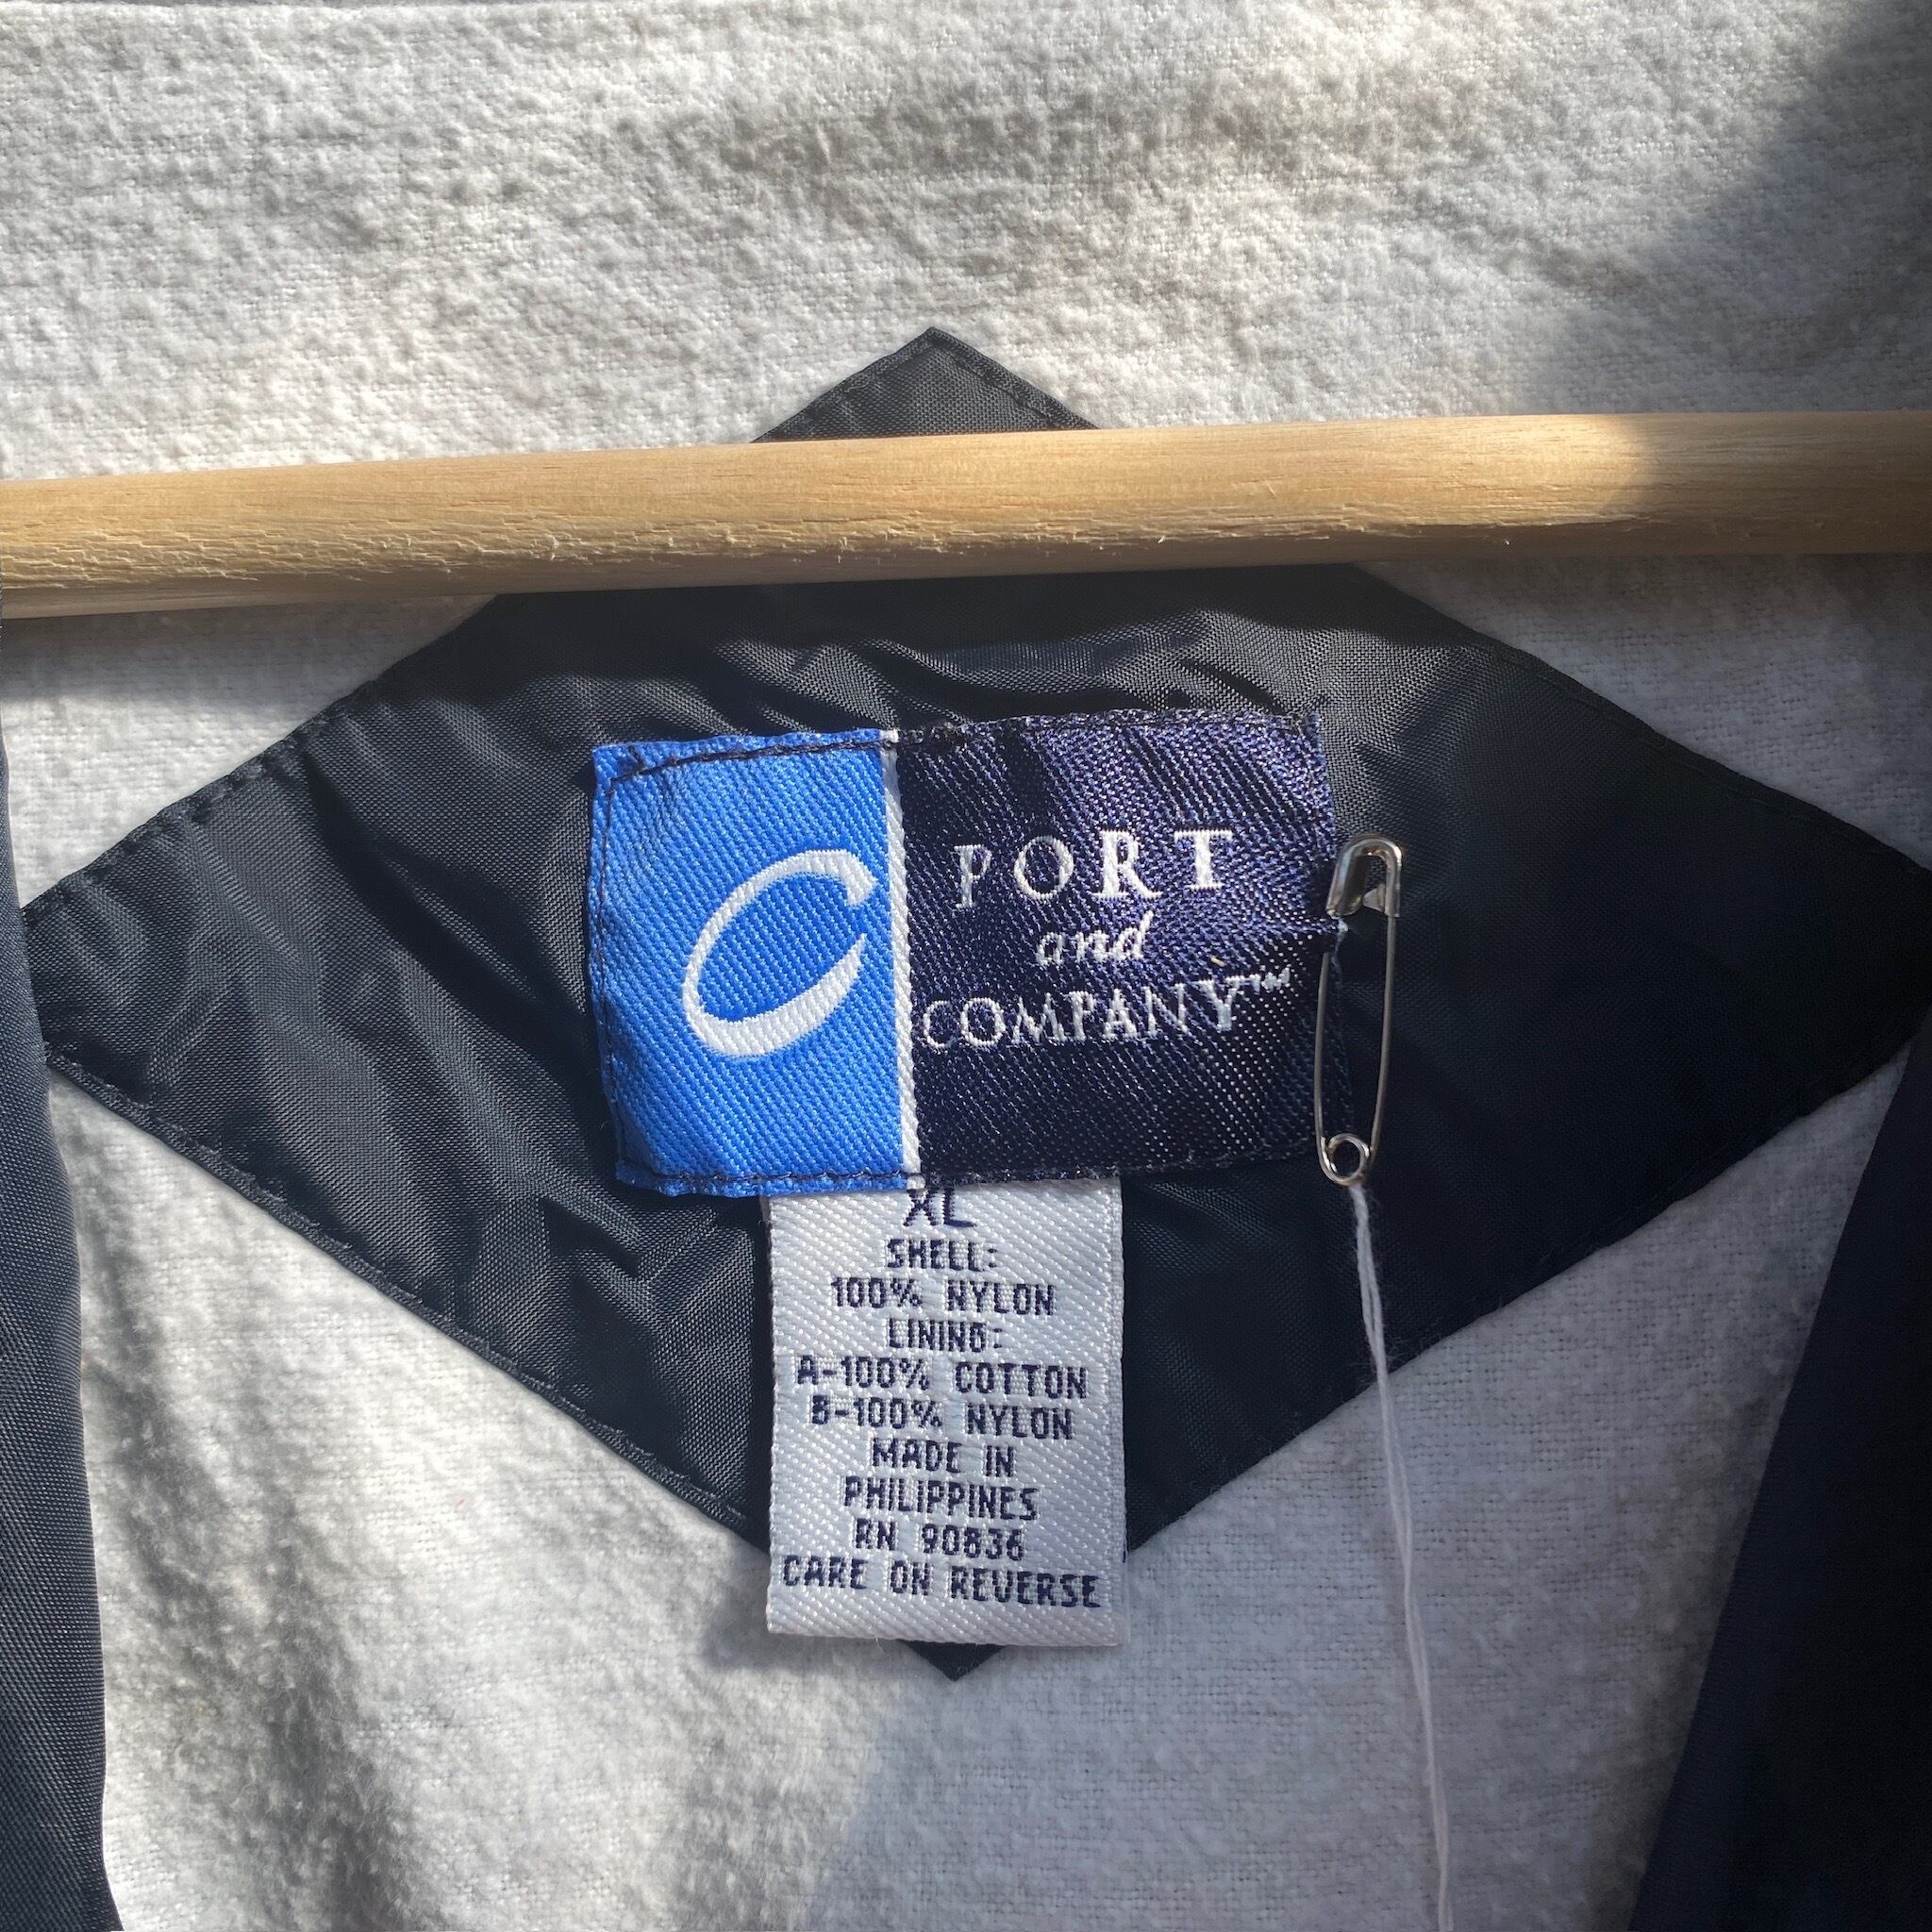 C
PORT
and
COMPANY™
XL
SHELL:
100% NYLON
LINING:
A-100% COTTON
B-100% NYLON
MADE IN
PHILIPPINES
RN 90836
CARE ON REVERSE